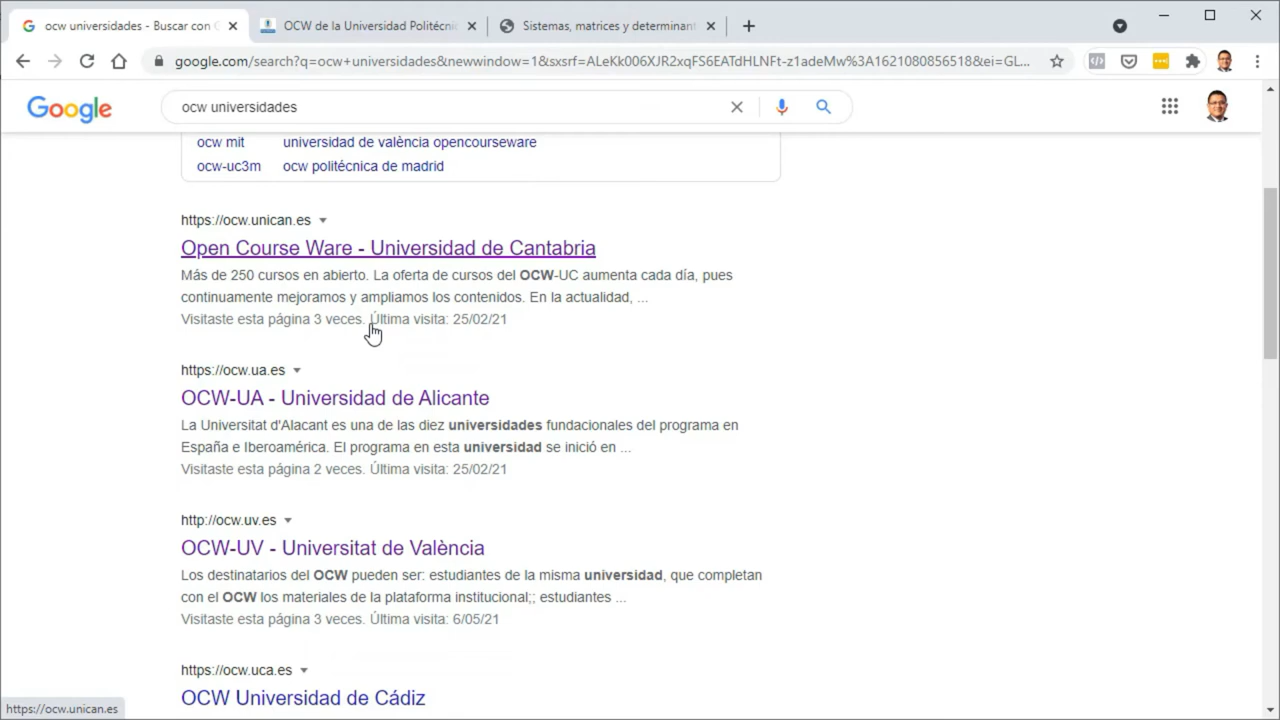 ocw universidades - Buscar con G
OCW de la Universidad Politécni
Sistemas, matrices y determinant
google.com/search?q=ocw+universidades&newwindow=1&sxsrf=ALeKk006XJR2xqFS6EATdHLNFt-z1adeMw%3A1621080856518&ei=GL...
Google
ocw universidades
ocw mit universidad de valència opencourseware
ocw-uc3m ocw politécnica de madrid
https://ocw.unican.es
Open Course Ware - Universidad de Cantabria
Más de 250 cursos en abierto. La oferta de cursos del OCW-UC aumenta cada día, pues
continuamente mejoramos y ampliamos los contenidos. En la actualidad, ...
Visitaste esta página 3 veces. Última visita: 25/02/21
https://ocw.ua.es
OCW-UA - Universidad de Alicante
La Universitat d'Alacant es una de las diez universidades fundacionales del programa en
España e Iberoamérica. El programa en esta universidad se inició en ...
Visitaste esta página 2 veces. Última visita: 25/02/21
http://ocw.uv.es
OCW-UV - Universitat de València
Los destinatarios del OCW pueden ser: estudiantes de la misma universidad, que completan
con el OCW los materiales de la plataforma institucional;; estudiantes ...
Visitaste esta página 3 veces. Última visita: 6/05/21
https://ocw.uca.es
OCW Universidad de Cádiz
https://ocw.unican.es